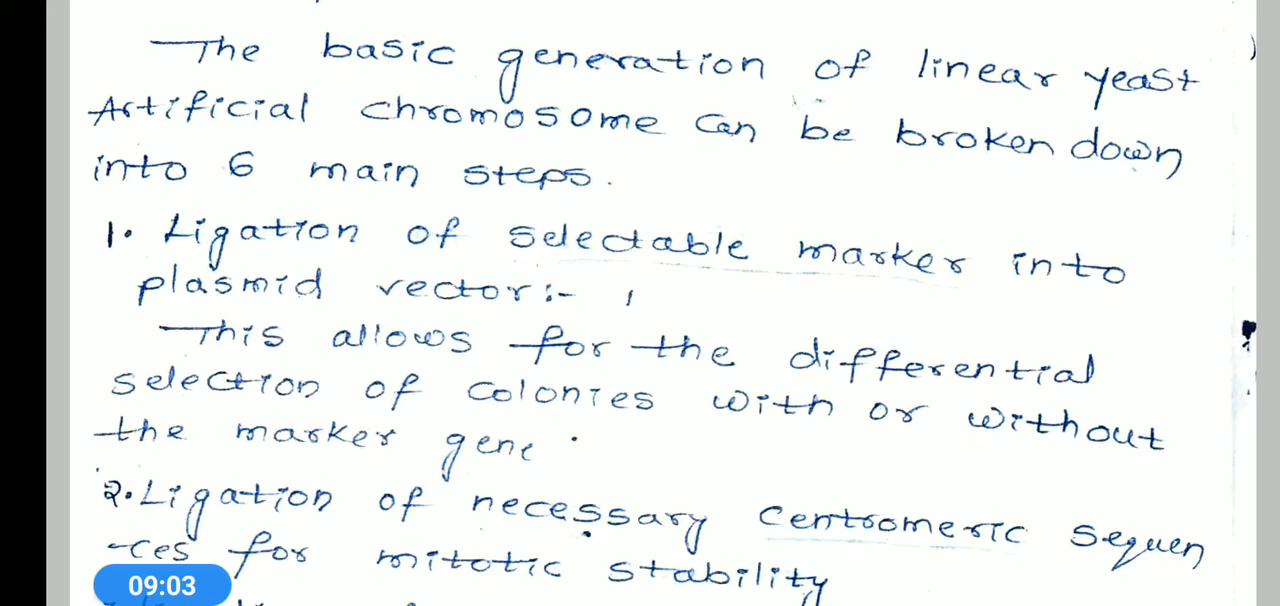 The basic generation of linear yeast
Artificial chromosome can be broken down
into 6 main steps.
1. Ligation of selectable marker into
plasmid vector:-
This allows for the differential
selection of colonies with or without
the marker gene.
2. Ligation of necessary centromeric sequen
-ces for mitotic stability
09:03